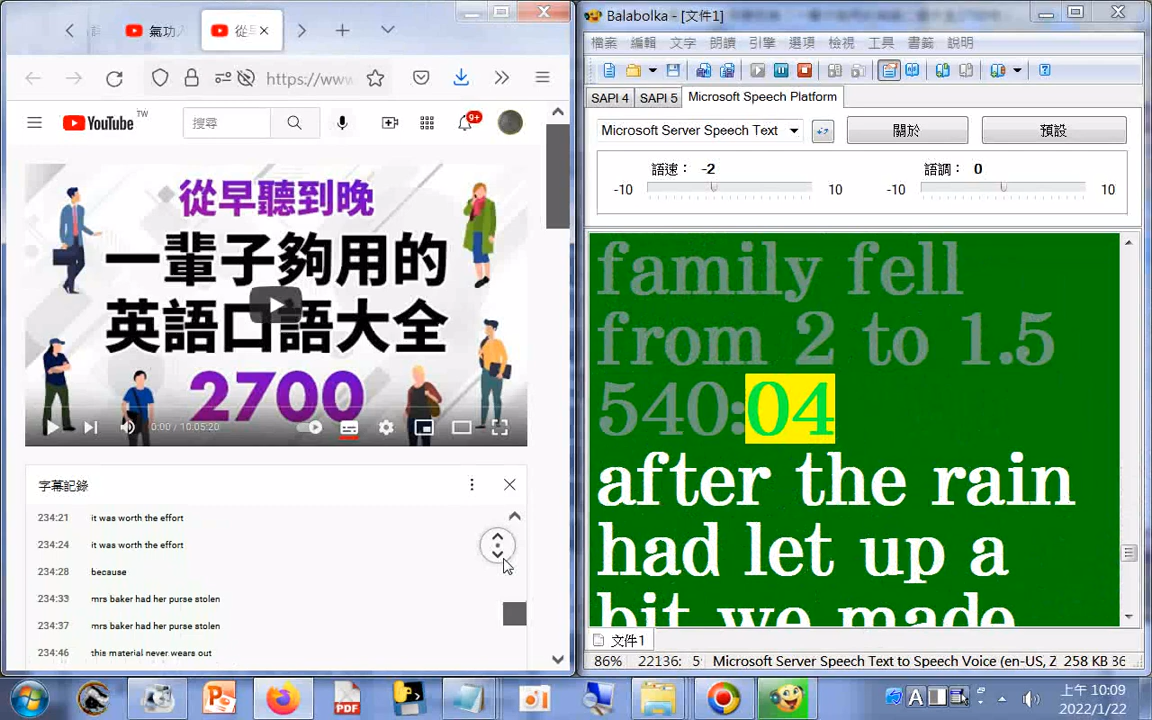 氣功
從
https://www
YouTube TW
搜尋
9+
從早聽到晚
一輩子夠用的
英語口語大全
2700
0:00 / 10:05:20
字幕記錄
234:21 it was worth the effort
234:24 it was worth the effort
234:28 because
234:33 mrs baker had her purse stolen
234:37 mrs baker had her purse stolen
234:46 this material never wears out
Balabolka - [文件1]
檔案 編輯 文字 朗讀 引擎 選項 檢視 工具 書籤 說明
SAPI 4 SAPI 5 Microsoft Speech Platform
Microsoft Server Speech Text 關於 預設
語速： -2 語調： 0
-10 10 -10 10
family fell
from 2 to 1.5
540:04
after the rain
had let up a
bit we made
文件1
86% 22136: 5 Microsoft Server Speech Text to Speech Voice (en-US, Z 258 KB 36
PDF
A
上午 10:09
2022/1/22